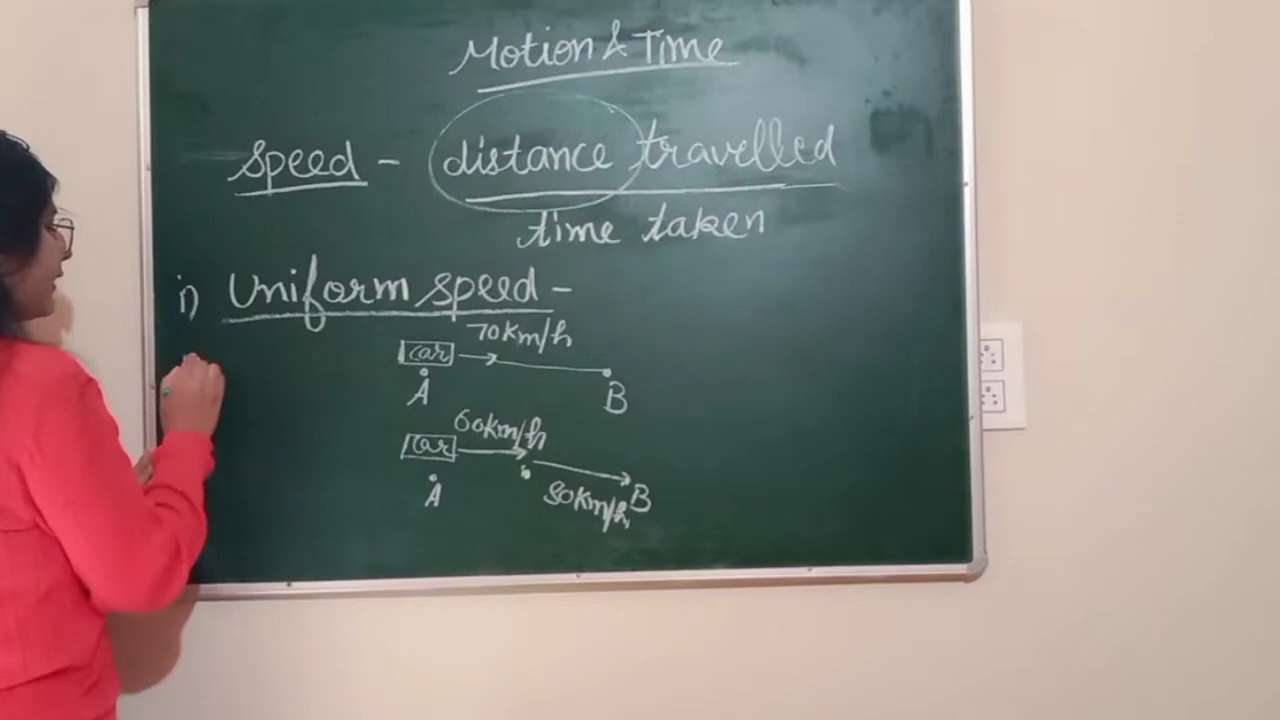 Motion & Time
Speed - distance travelled
time taken
i) Uniform speed -
70km/h
car
A B
60km/h
car
80km/h
A B